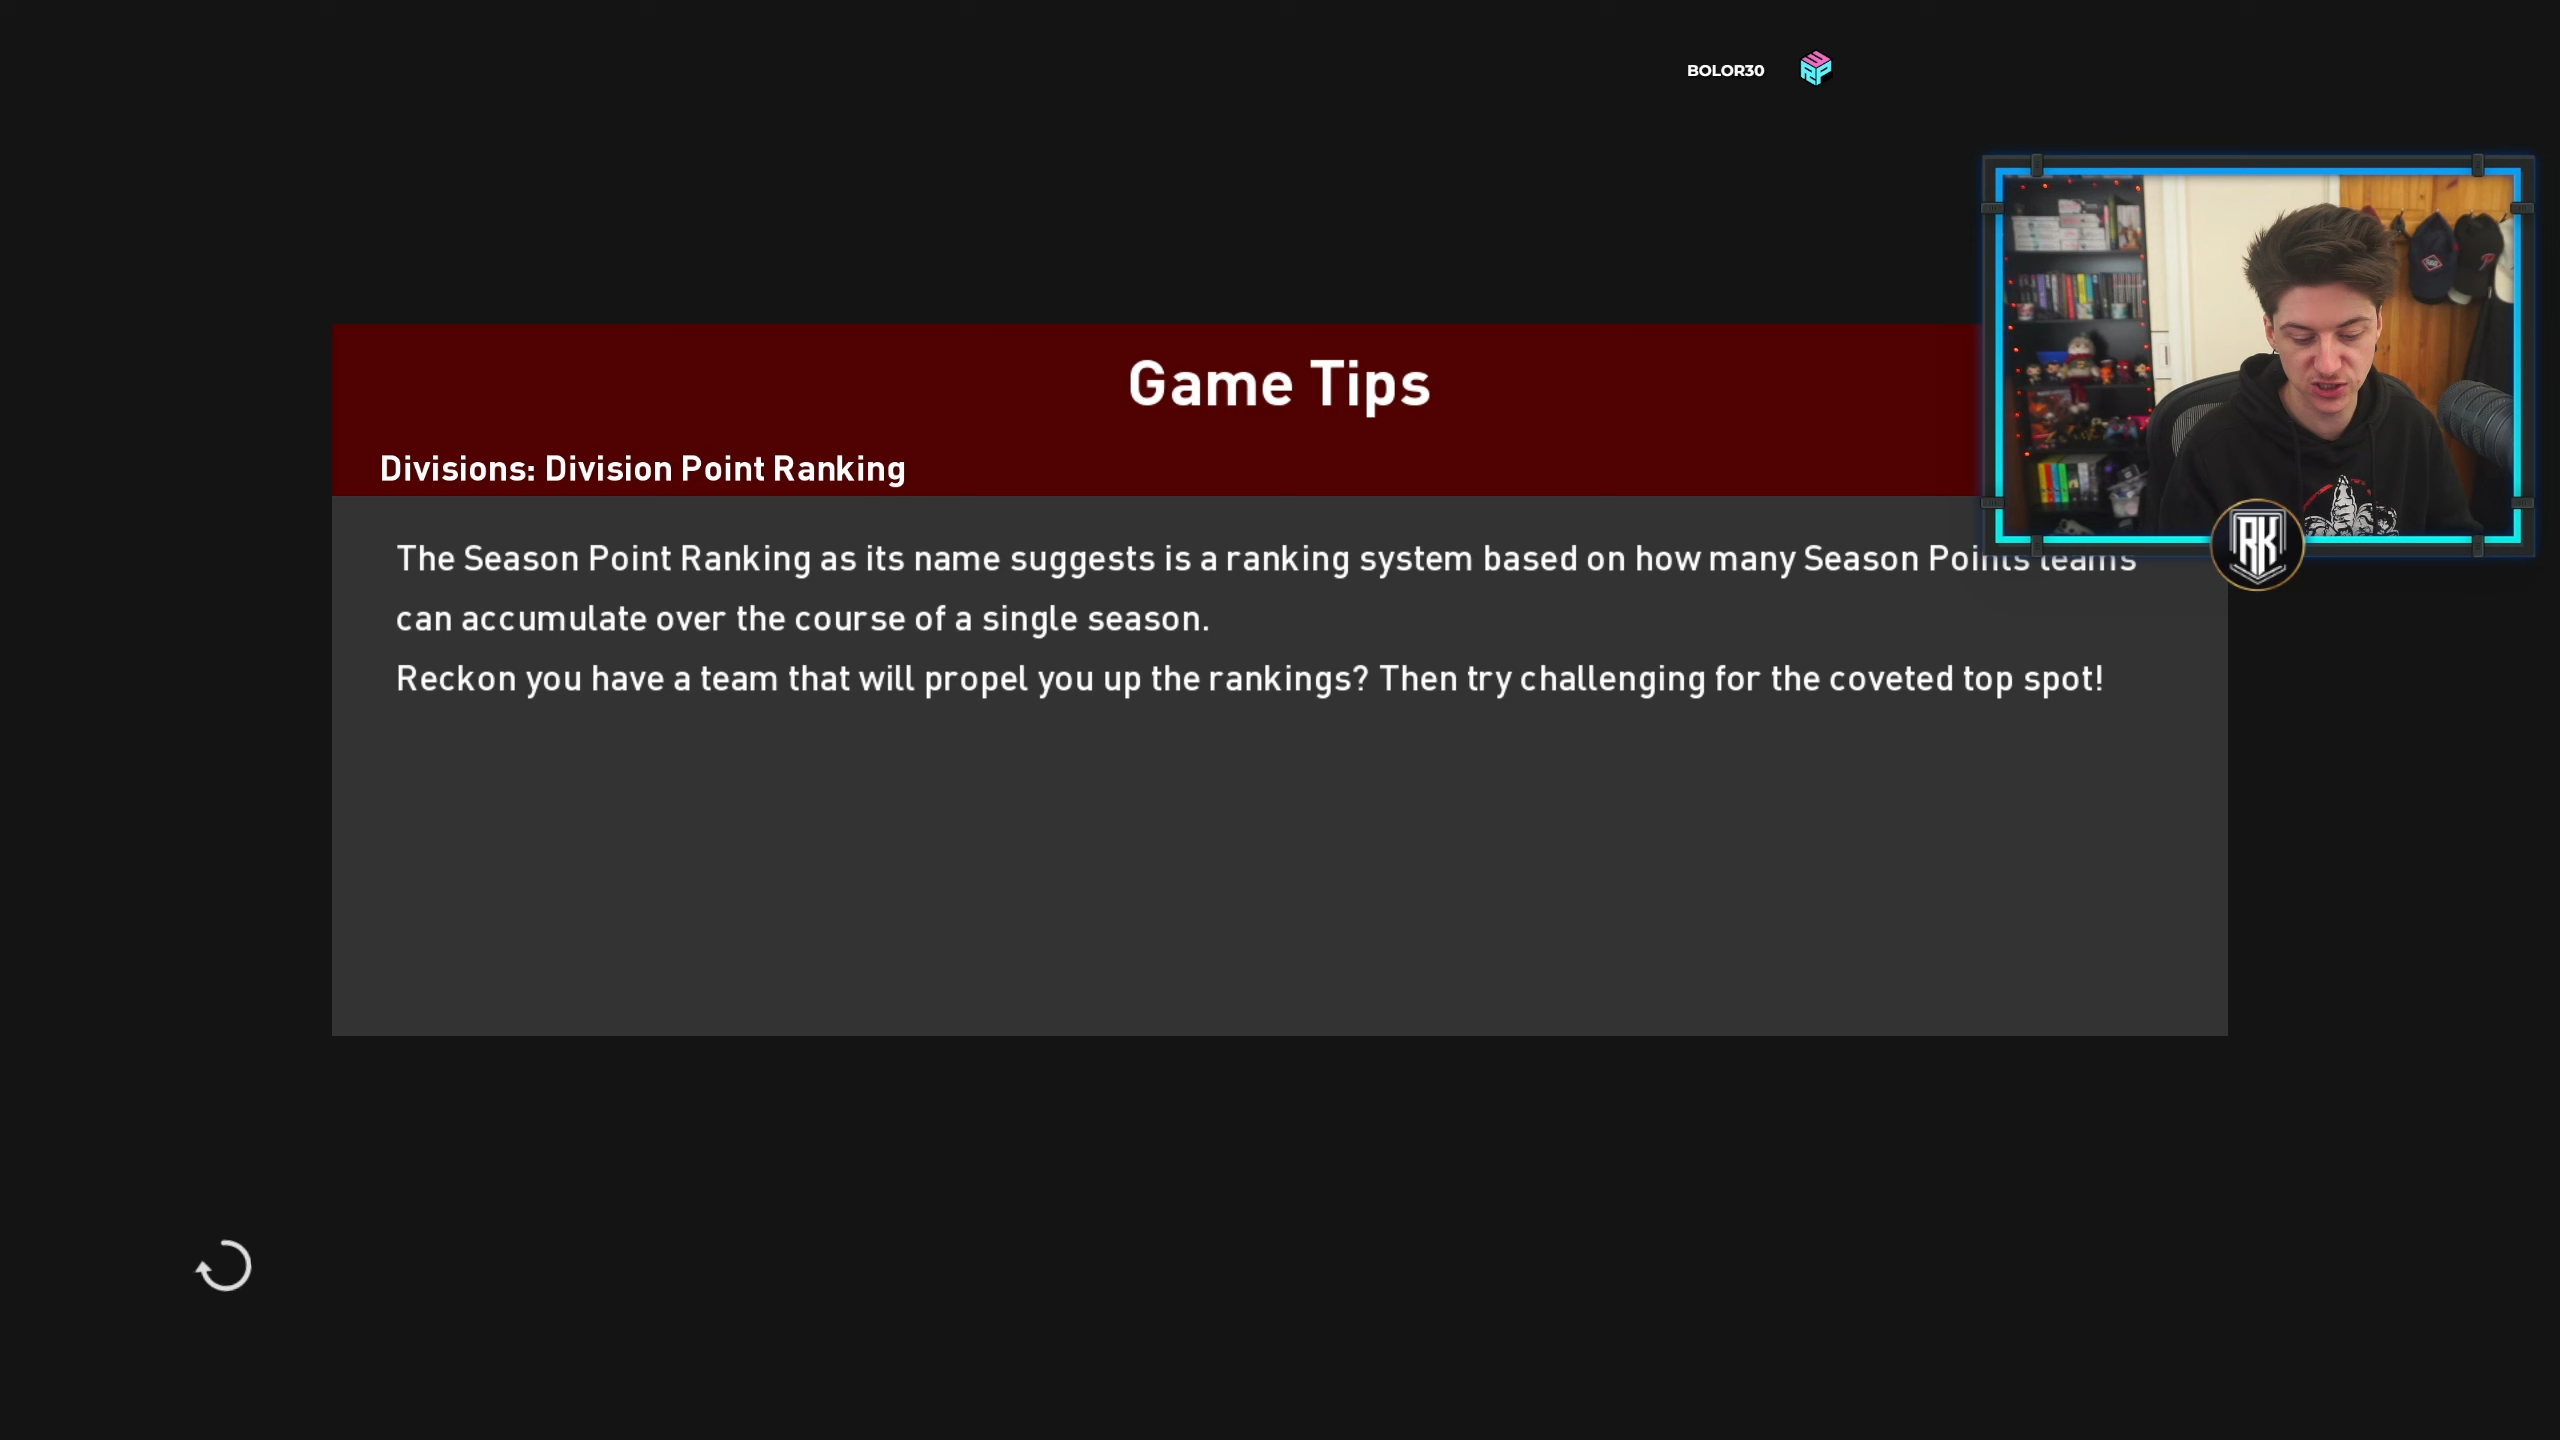 BOLOR30
Game Tips
Divisions: Division Point Ranking
The Season Point Ranking as its name suggests is a ranking system based on how many Season Points teams
can accumulate over the course of a single season.
Reckon you have a team that will propel you up the rankings? Then try challenging for the coveted top spot!
RK